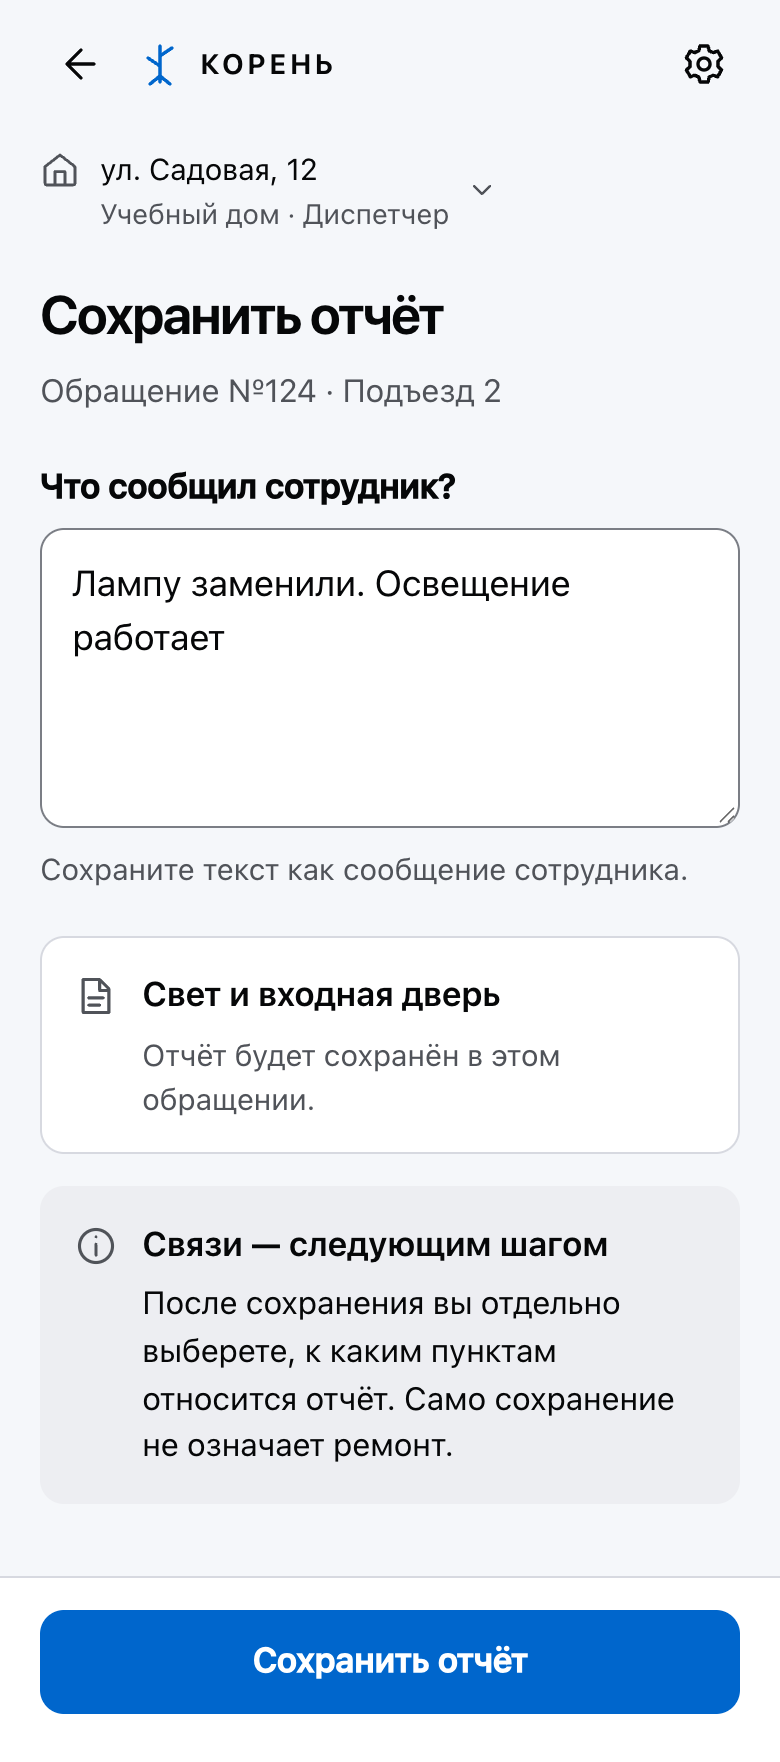 КОРЕНЬ
ул. Садовая, 12
Учебный дом · Диспетчер
Сохранить отчёт
Обращение №124 · Подъезд 2
Что сообщил сотрудник?
Лампу заменили. Освещение
работает
Сохраните текст как сообщение сотрудника.
Свет и входная дверь
Отчёт будет сохранён в этом
обращении.
Связи — следующим шагом
После сохранения вы отдельно
выберете, к каким пунктам
относится отчёт. Само сохранение
не означает ремонт.
Сохранить отчёт